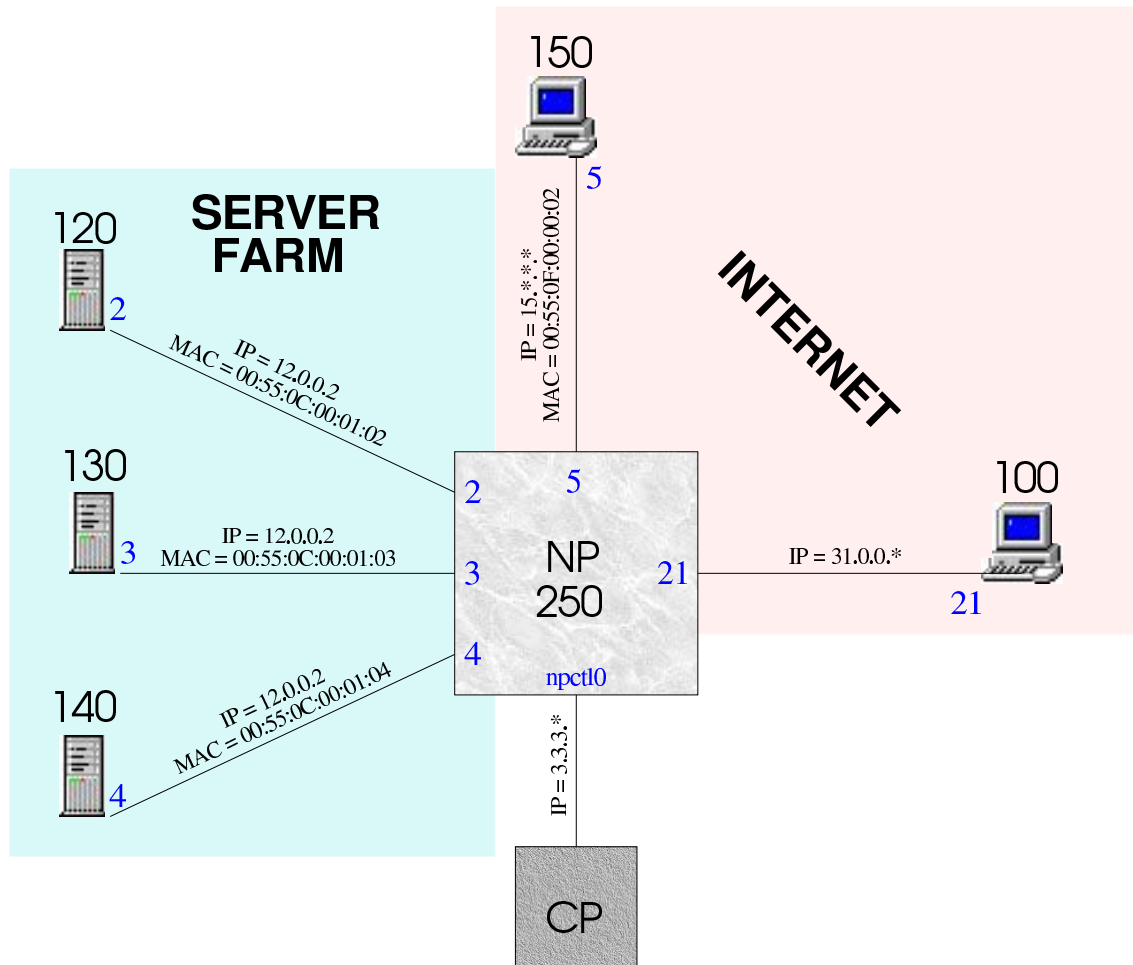 150
5
IP = 15.*.*.*
MAC = 00:55:0F:00:00:02
SERVER
FARM
120
2
IP = 12.0.0.2
MAC = 00:55:0C:00:01:02
INTERNET
130
3
IP = 12.0.0.2
MAC = 00:55:0C:00:01:03
2
5
3
NP
250
21
4
npctl0
100
IP = 31.0.0.*
21
140
4
IP = 12.0.0.2
MAC = 00:55:0C:00:01:04
IP = 3.3.3.*
CP